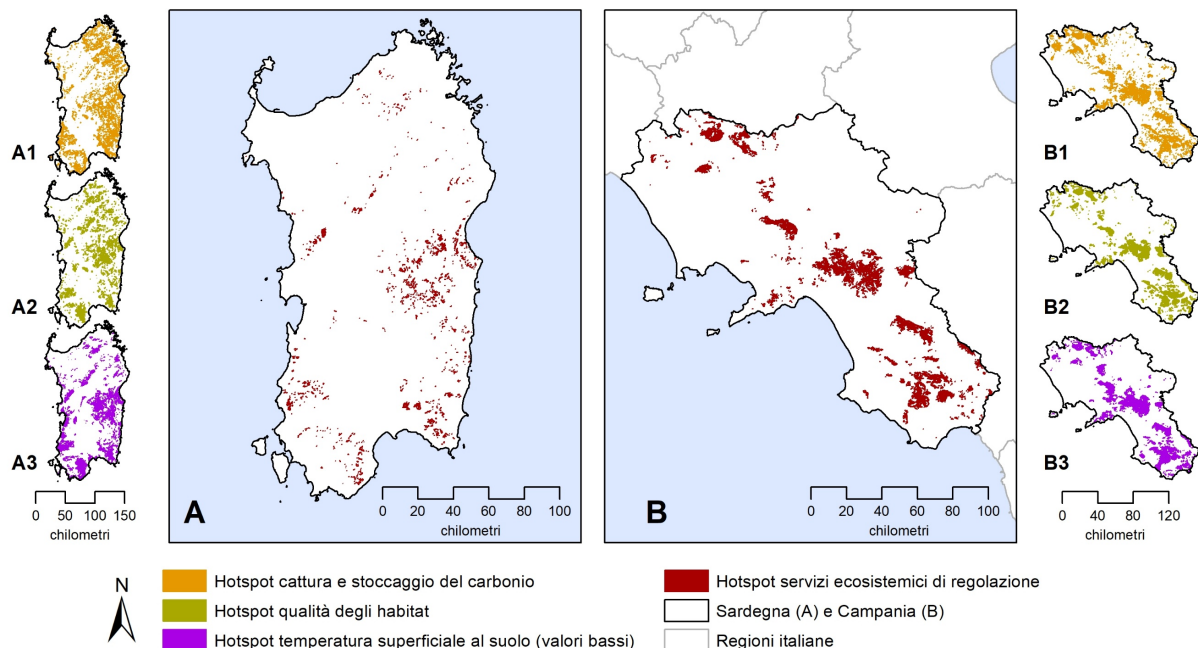 A1
A2
A3
0 50 100 150
chilometri
A
0 20 40 60 80 100
chilometri
B
0 20 40 60 80 100
chilometri
B1
B2
B3
0 40 80 120
chilometri
N
Hotspot cattura e stoccaggio del carbonio
Hotspot qualità degli habitat
Hotspot temperatura superficiale al suolo (valori bassi)
Hotspot servizi ecosistemici di regolazione
Sardegna (A) e Campania (B)
Regioni italiane